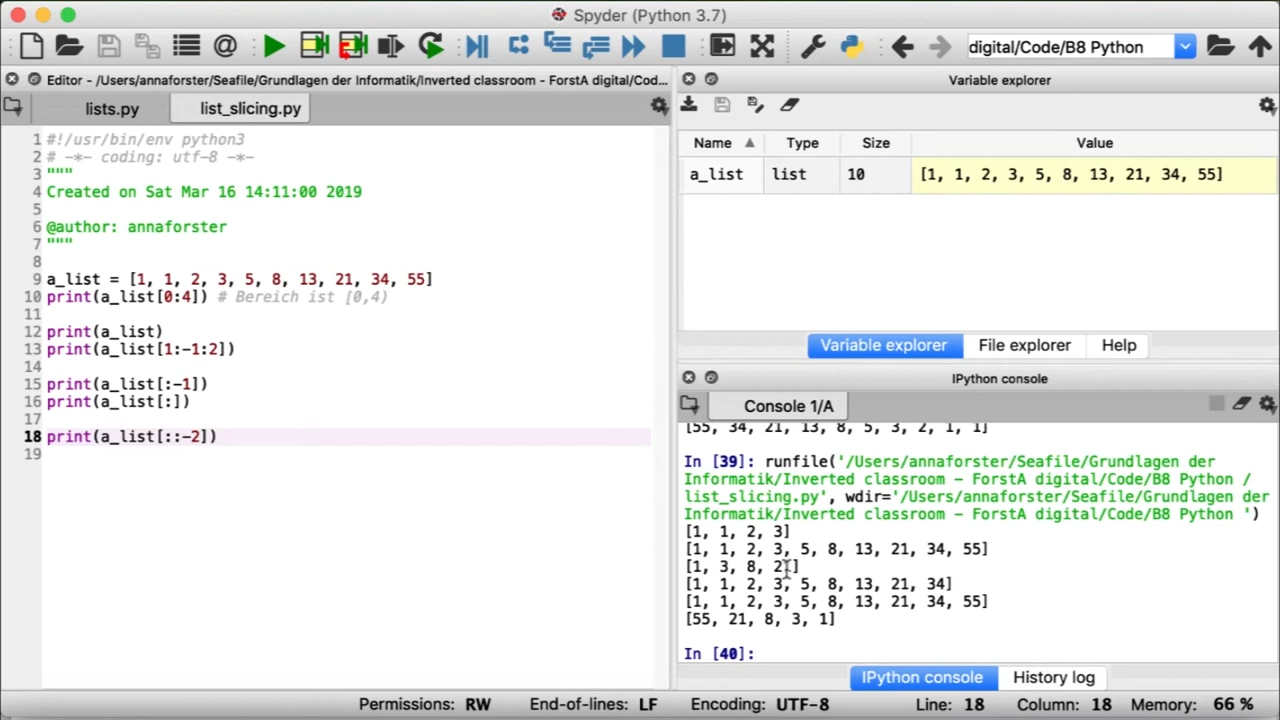 Spyder (Python 3.7)
digital/Code/B8 Python
Editor - /Users/annaforster/Seafile/Grundlagen der Informatik/Inverted classroom - ForstA digital/Cod...
lists.py
list_slicing.py
1 #!/usr/bin/env python3
2 # -*- coding: utf-8 -*-
3 """
4 Created on Sat Mar 16 14:11:00 2019
5
6 @author: annaforster
7 """
8
9 a_list = [1, 1, 2, 3, 5, 8, 13, 21, 34, 55]
10 print(a_list[0:4]) # Bereich ist [0,4)
11
12 print(a_list)
13 print(a_list[1:-1:2])
14
15 print(a_list[:-1])
16 print(a_list[:])
17
18 print(a_list[::-2])
19
Variable explorer
Name Type Size Value
a_list list 10 [1, 1, 2, 3, 5, 8, 13, 21, 34, 55]
Variable explorer File explorer Help
IPython console
Console 1/A
[55, 34, 21, 13, 8, 5, 3, 2, 1, 1]
In [39]: runfile('/Users/annaforster/Seafile/Grundlagen der
Informatik/Inverted classroom - ForstA digital/Code/B8 Python /
list_slicing.py', wdir='/Users/annaforster/Seafile/Grundlagen der
Informatik/Inverted classroom - ForstA digital/Code/B8 Python ')
[1, 1, 2, 3]
[1, 1, 2, 3, 5, 8, 13, 21, 34, 55]
[1, 3, 8, 21]
[1, 1, 2, 3, 5, 8, 13, 21, 34]
[1, 1, 2, 3, 5, 8, 13, 21, 34, 55]
[55, 21, 8, 3, 1]
In [40]:
IPython console History log
Permissions: RW End-of-lines: LF Encoding: UTF-8 Line: 18 Column: 18 Memory: 66 %